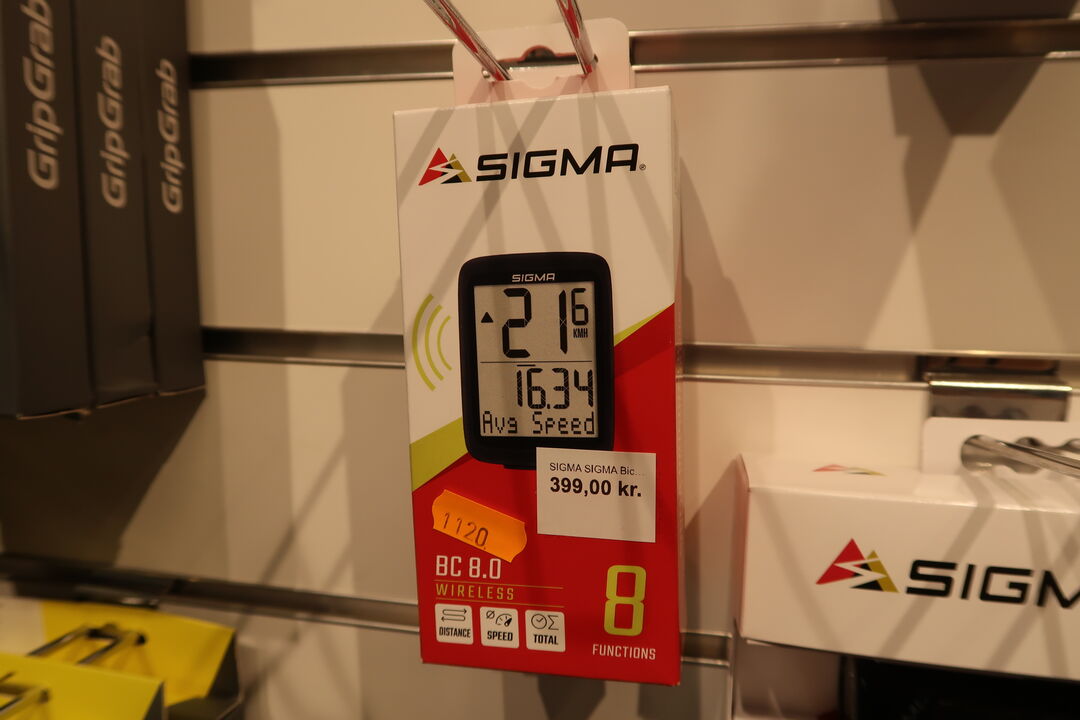 GripGrab
GripGrab
GripGrab
SIGMA®
SIGMA
21 6
KMH
16.34
Avg Speed
SIGMA SIGMA Bic...
399,00 kr.
1120
BC 8.0
WIRELESS
DISTANCE
SPEED
TOTAL
8
FUNCTIONS
SIGM